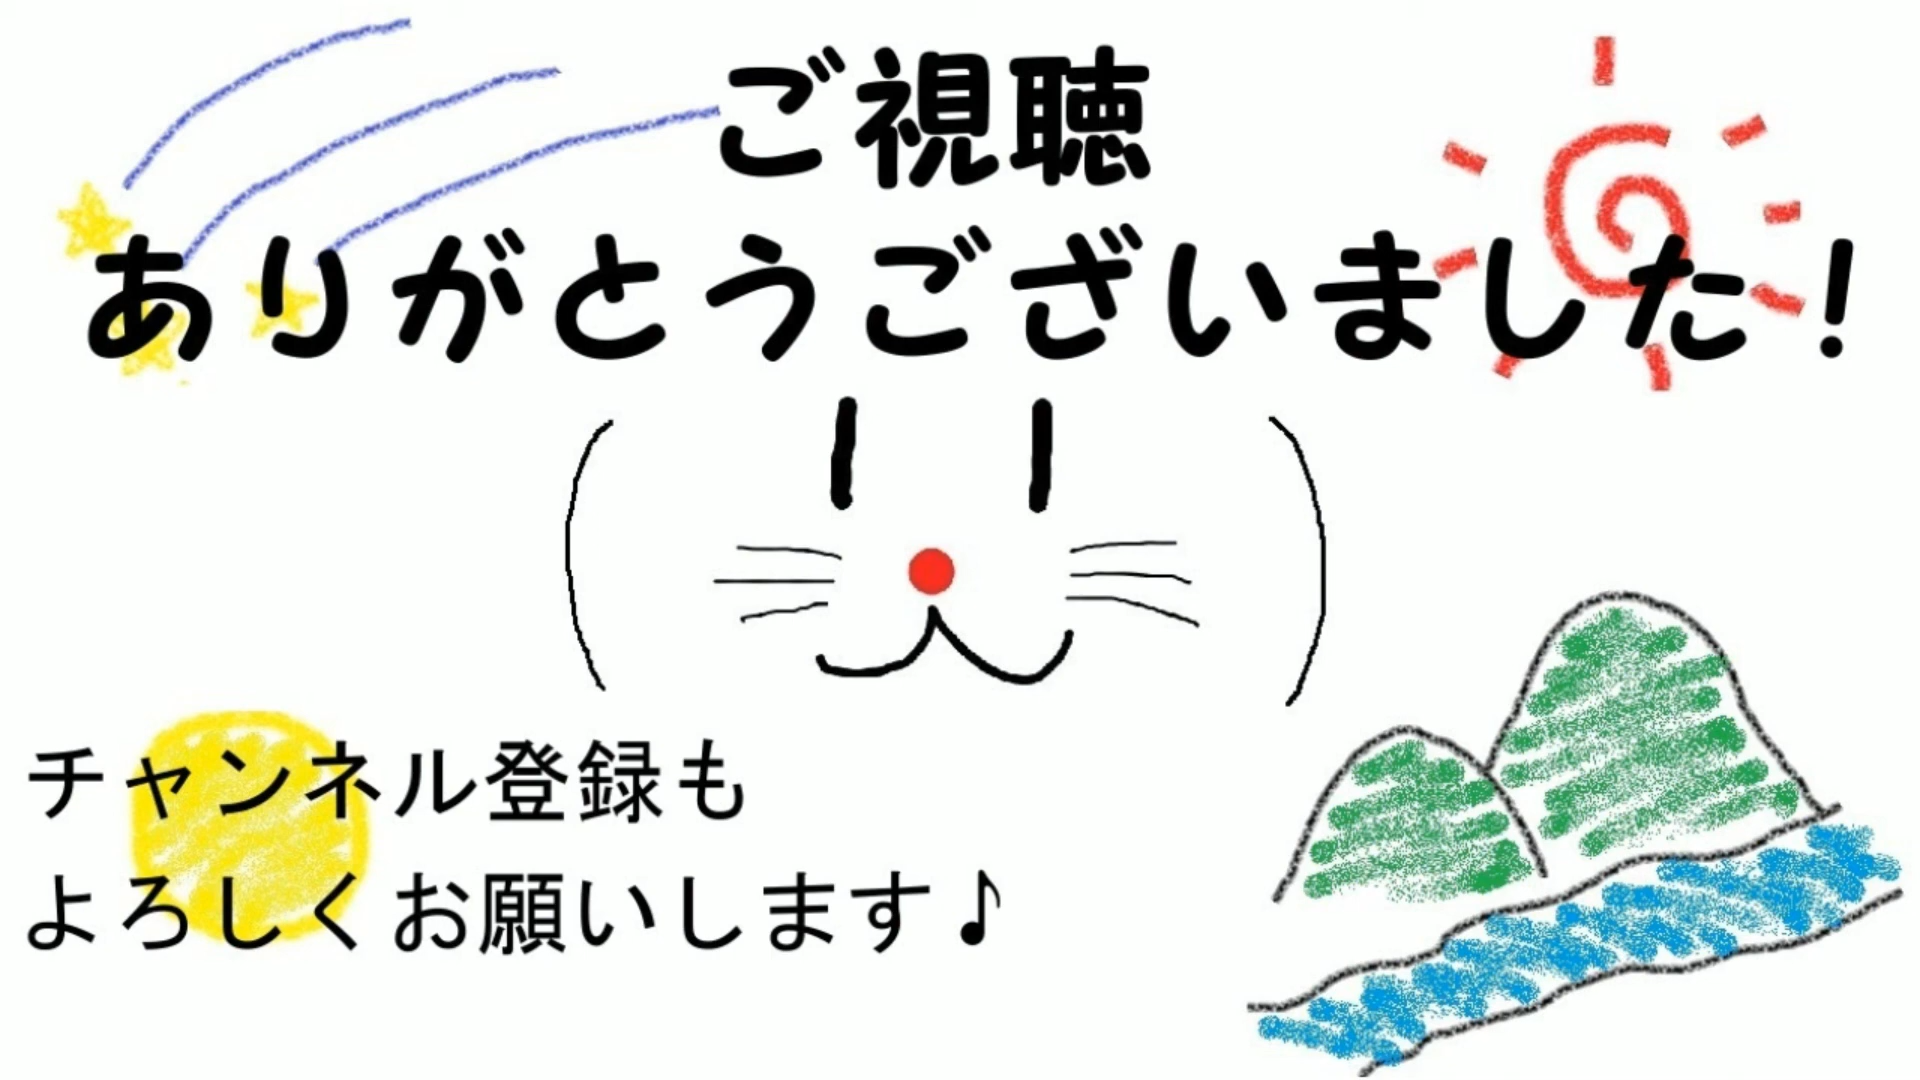 ご視聴
ありがとうございました!
チャンネル登録も
よろしくお願いします♪